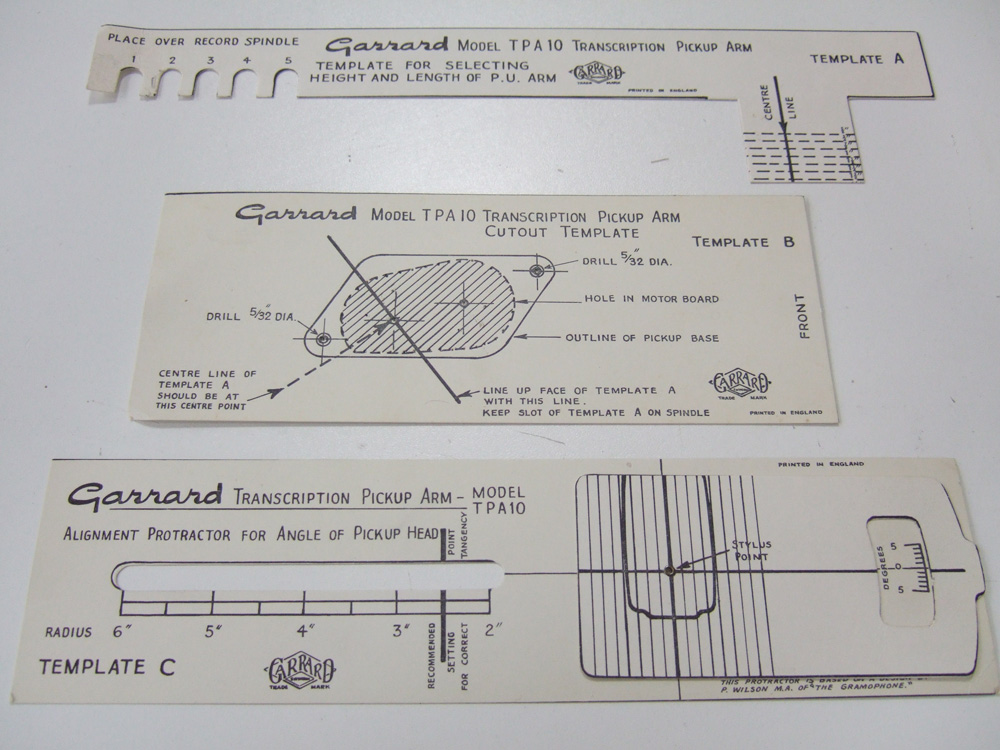 PLACE OVER RECORD SPINDLE
1 2 3 4 5
Garrard MODEL TPA10 TRANSCRIPTION PICKUP ARM
TEMPLATE FOR SELECTING
HEIGHT AND LENGTH OF P.U. ARM
GARRARD
TRADE MARK
PRINTED IN ENGLAND
TEMPLATE A
CENTRE LINE
Garrard MODEL TPA10 TRANSCRIPTION PICKUP ARM
CUTOUT TEMPLATE
TEMPLATE B
DRILL 5/32" DIA.
HOLE IN MOTOR BOARD
FRONT
DRILL 5/32" DIA.
OUTLINE OF PICKUP BASE
CENTRE LINE OF
TEMPLATE A
SHOULD BE AT
THIS CENTRE POINT
LINE UP FACE OF TEMPLATE A
WITH THIS LINE.
KEEP SLOT OF TEMPLATE A ON SPINDLE
GARRARD
TRADE MARK
PRINTED IN ENGLAND
PRINTED IN ENGLAND
Garrard TRANSCRIPTION PICKUP ARM - MODEL
TPA10
ALIGNMENT PROTRACTOR FOR ANGLE OF PICKUP HEAD
POINT
TANGENCY
STYLUS
POINT
DEGREES
5
0
5
RADIUS 6" 5" 4" 3" 2"
RECOMMENDED
SETTING
FOR CORRECT
TEMPLATE C
GARRARD
TRADE MARK
THIS PROTRACTOR IS BASED ON A DESIGN BY
P. WILSON M.A. OF "THE GRAMOPHONE."